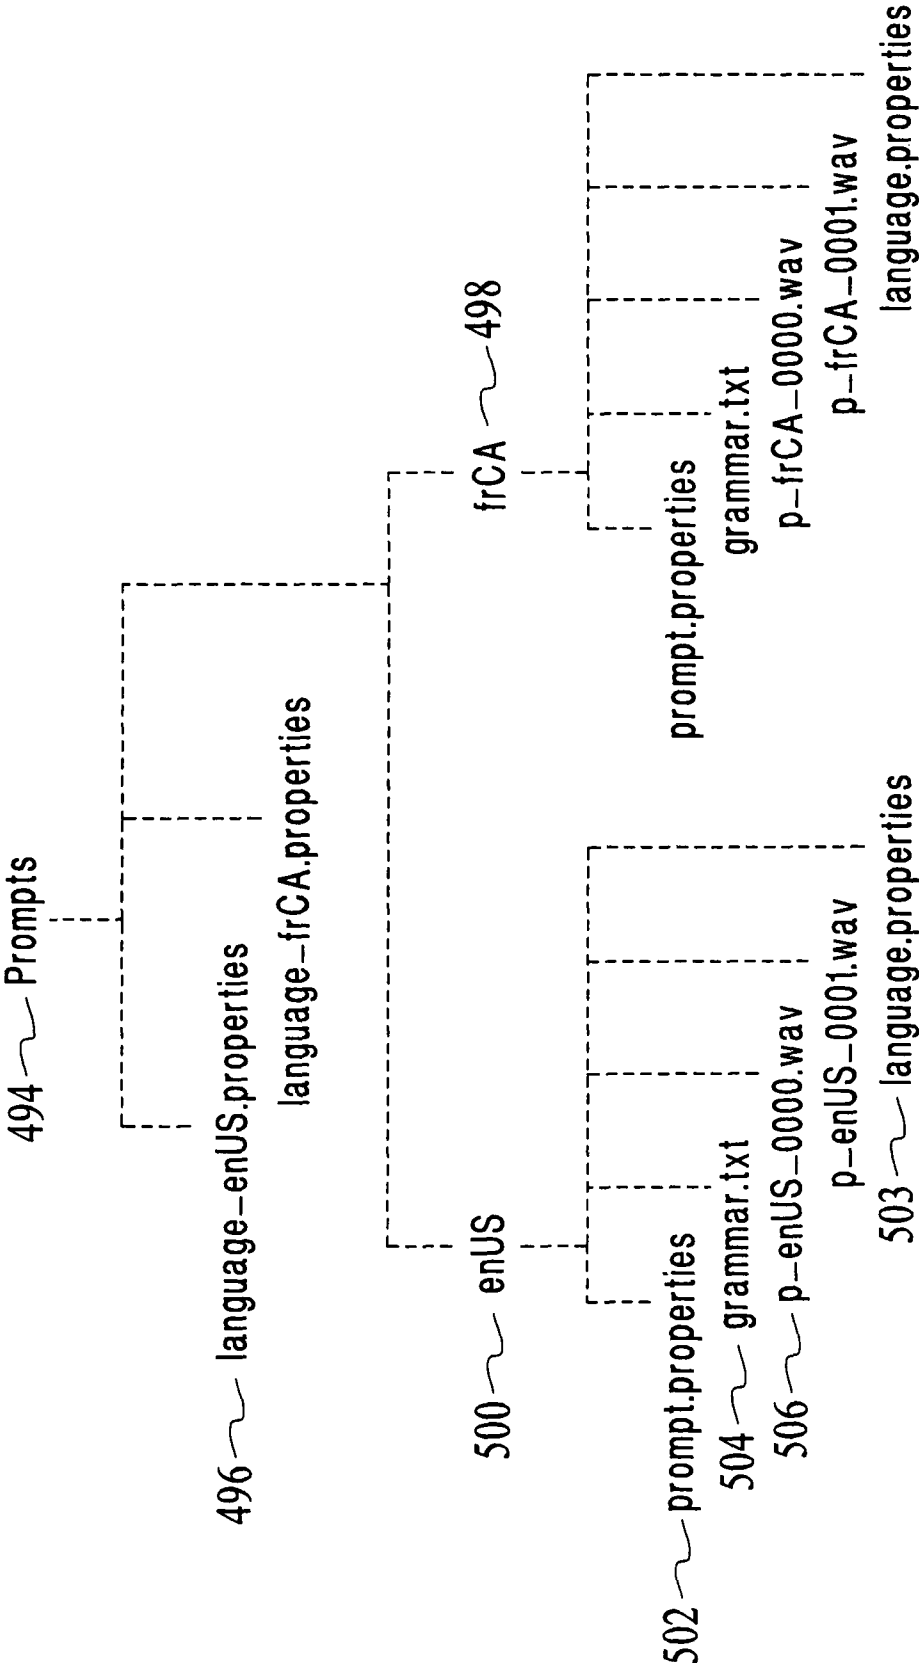 494 Prompts
496 language-enUS.properties
language-frCA.properties
500 enUS
frCA 498
502 prompt.properties
504 grammar.txt
506 p-enUS-0000.wav
p-enUS-0001.wav
503 language.properties
prompt.properties
grammar.txt
p-frCA-0000.wav
p-frCA-0001.wav
language.properties